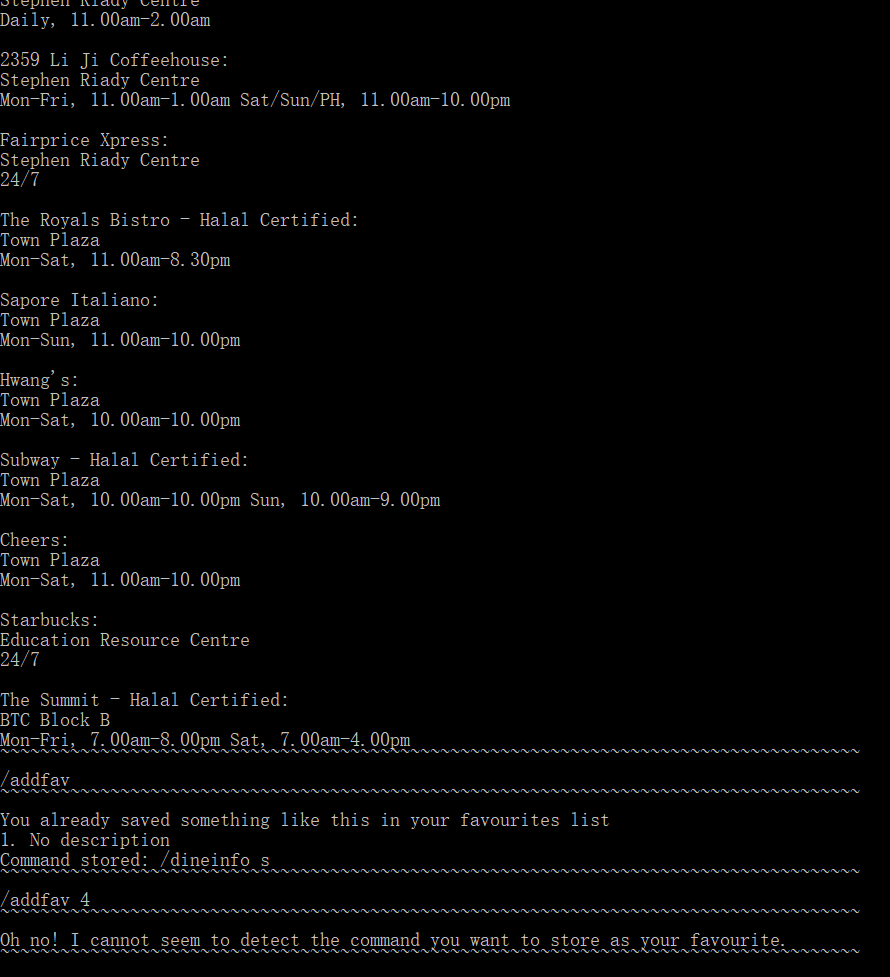 Stephen Riady Centre
Daily, 11.00am-2.00am
2359 Li Ji Coffeehouse:
Stephen Riady Centre
Mon-Fri, 11.00am-1.00am Sat/Sun/PH, 11.00am-10.00pm
Fairprice Xpress:
Stephen Riady Centre
24/7
The Royals Bistro - Halal Certified:
Town Plaza
Mon-Sat, 11.00am-8.30pm
Sapore Italiano:
Town Plaza
Mon-Sun, 11.00am-10.00pm
Hwang's:
Town Plaza
Mon-Sat, 10.00am-10.00pm
Subway - Halal Certified:
Town Plaza
Mon-Sat, 10.00am-10.00pm Sun, 10.00am-9.00pm
Cheers:
Town Plaza
Mon-Sat, 11.00am-10.00pm
Starbucks:
Education Resource Centre
24/7
The Summit - Halal Certified:
BTC Block B
Mon-Fri, 7.00am-8.00pm Sat, 7.00am-4.00pm
~~~~~~~~~~~~~~~~~~~~~~~~~~~~~~~~~~~~~~~~~~~~~~~~~~~~~~~~~~~~~~~~~~~~~~~~~~~~~~~~~~~~~~
/addfav
~~~~~~~~~~~~~~~~~~~~~~~~~~~~~~~~~~~~~~~~~~~~~~~~~~~~~~~~~~~~~~~~~~~~~~~~~~~~~~~~~~~~~~
You already saved something like this in your favourites list
1. No description
Command stored: /dineinfo s
~~~~~~~~~~~~~~~~~~~~~~~~~~~~~~~~~~~~~~~~~~~~~~~~~~~~~~~~~~~~~~~~~~~~~~~~~~~~~~~~~~~~~~
/addfav 4
~~~~~~~~~~~~~~~~~~~~~~~~~~~~~~~~~~~~~~~~~~~~~~~~~~~~~~~~~~~~~~~~~~~~~~~~~~~~~~~~~~~~~~
Oh no! I cannot seem to detect the command you want to store as your favourite.
~~~~~~~~~~~~~~~~~~~~~~~~~~~~~~~~~~~~~~~~~~~~~~~~~~~~~~~~~~~~~~~~~~~~~~~~~~~~~~~~~~~~~~